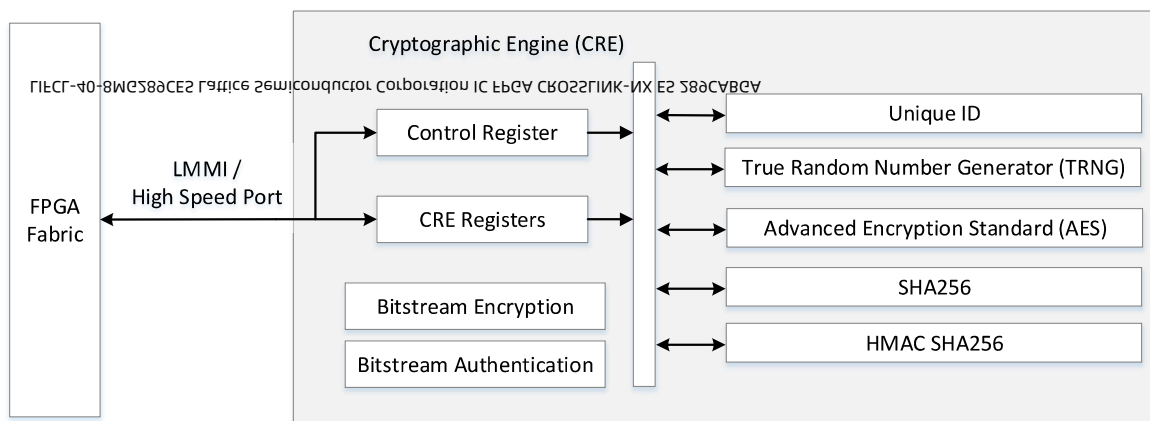 Cryptographic Engine (CRE)
LIFCL-40-8MG289CES Lattice Semiconductor Corporation IC FPGA CROSSLINK-NX ES 289CABGA
Control Register
Unique ID
LMMI /
High Speed Port
True Random Number Generator (TRNG)
FPGA
Fabric
CRE Registers
Advanced Encryption Standard (AES)
Bitstream Encryption
SHA256
Bitstream Authentication
HMAC SHA256